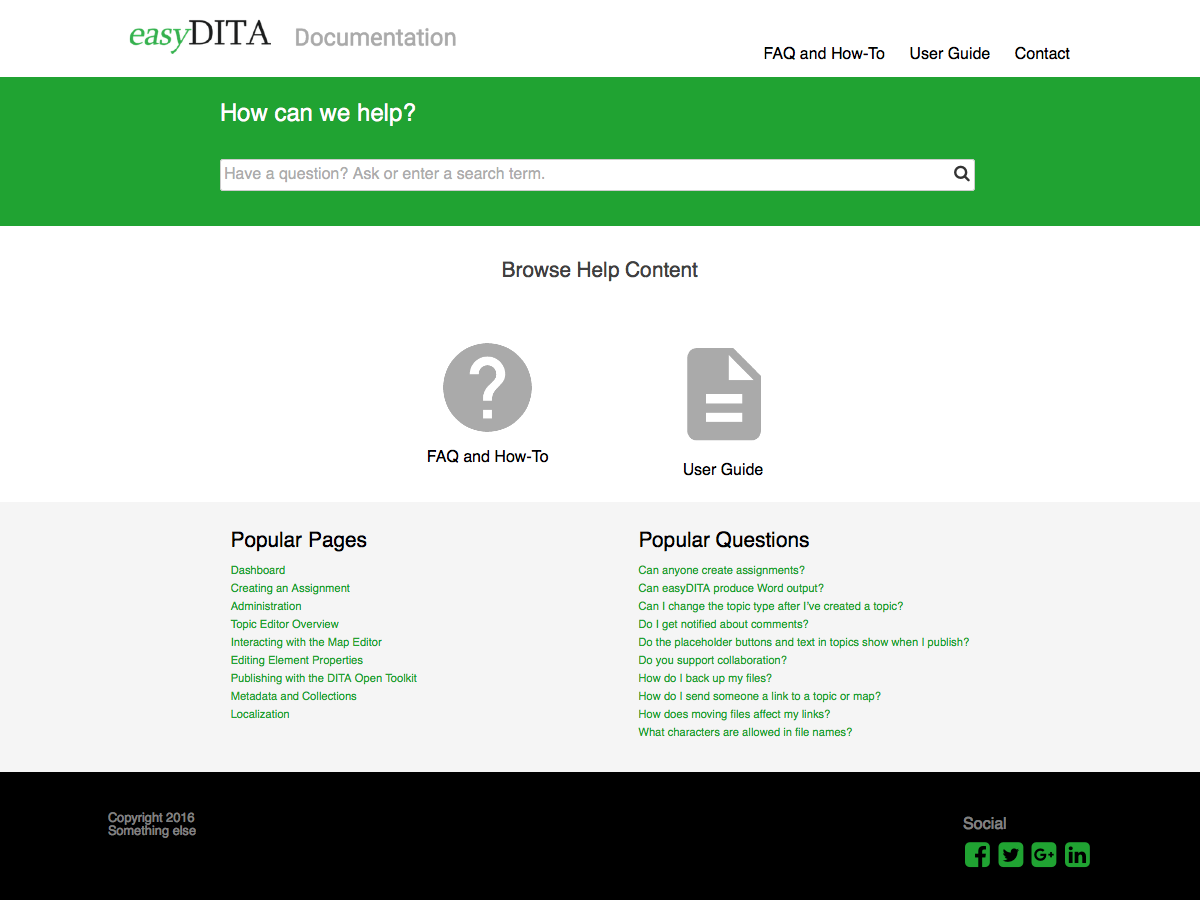 easyDITA Documentation
FAQ and How-To User Guide Contact
How can we help?
Have a question? Ask or enter a search term.
Browse Help Content
FAQ and How-To
User Guide
Popular Pages
Dashboard
Creating an Assignment
Administration
Topic Editor Overview
Interacting with the Map Editor
Editing Element Properties
Publishing with the DITA Open Toolkit
Metadata and Collections
Localization
Popular Questions
Can anyone create assignments?
Can easyDITA produce Word output?
Can I change the topic type after I've created a topic?
Do I get notified about comments?
Do the placeholder buttons and text in topics show when I publish?
Do you support collaboration?
How do I back up my files?
How do I send someone a link to a topic or map?
How does moving files affect my links?
What characters are allowed in file names?
Copyright 2016
Something else
Social